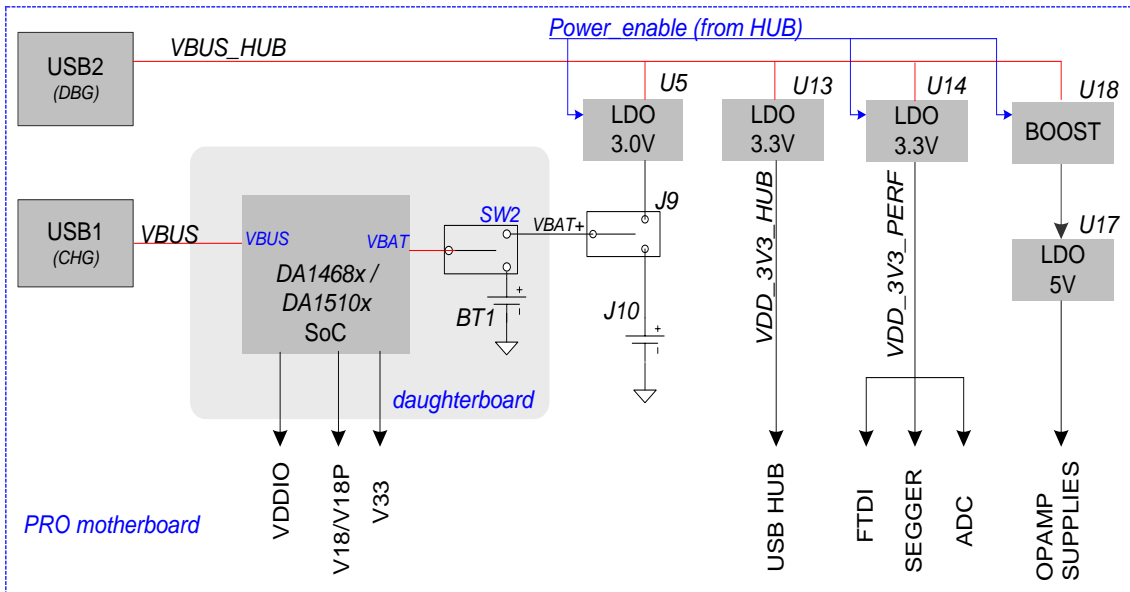 Power_enable (from HUB)
VBUS_HUB
USB2
(DBG)
U5
U13
U14
U18
LDO
3.0V
LDO
3.3V
LDO
3.3V
BOOST
USB1
(CHG)
VBUS
VBUS
VBAT
SW2
VBAT+
J9
U17
LDO
5V
DA1468x /
DA1510x
SoC
BT1
J10
VDD_3V3_HUB
VDD_3V3_PERF
daughterboard
VDDIO
V18/V18P
V33
USB HUB
FTDI
SEGGER
ADC
OPAMP
SUPPLIES
PRO motherboard
+
-
+
-